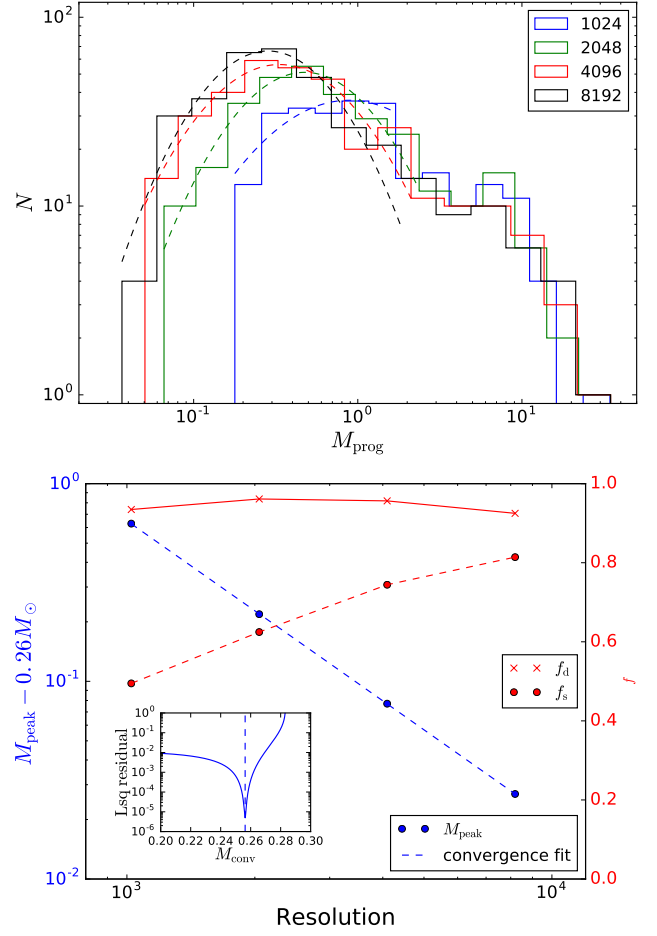 10²
10¹
10⁰
N
10⁻¹
10⁰
10¹
M_prog
1024
2048
4096
8192
10⁰
10⁻¹
10⁻²
M_peak − 0.26M_⊙
1.0
0.8
0.6
0.4
0.2
0.0
f
f_d
f_s
10⁰
10⁻¹
10⁻²
10⁻³
10⁻⁴
10⁻⁵
10⁻⁶
Lsq residual
0.20 0.22 0.24 0.26 0.28 0.30
M_conv
M_peak
convergence fit
10³
10⁴
Resolution